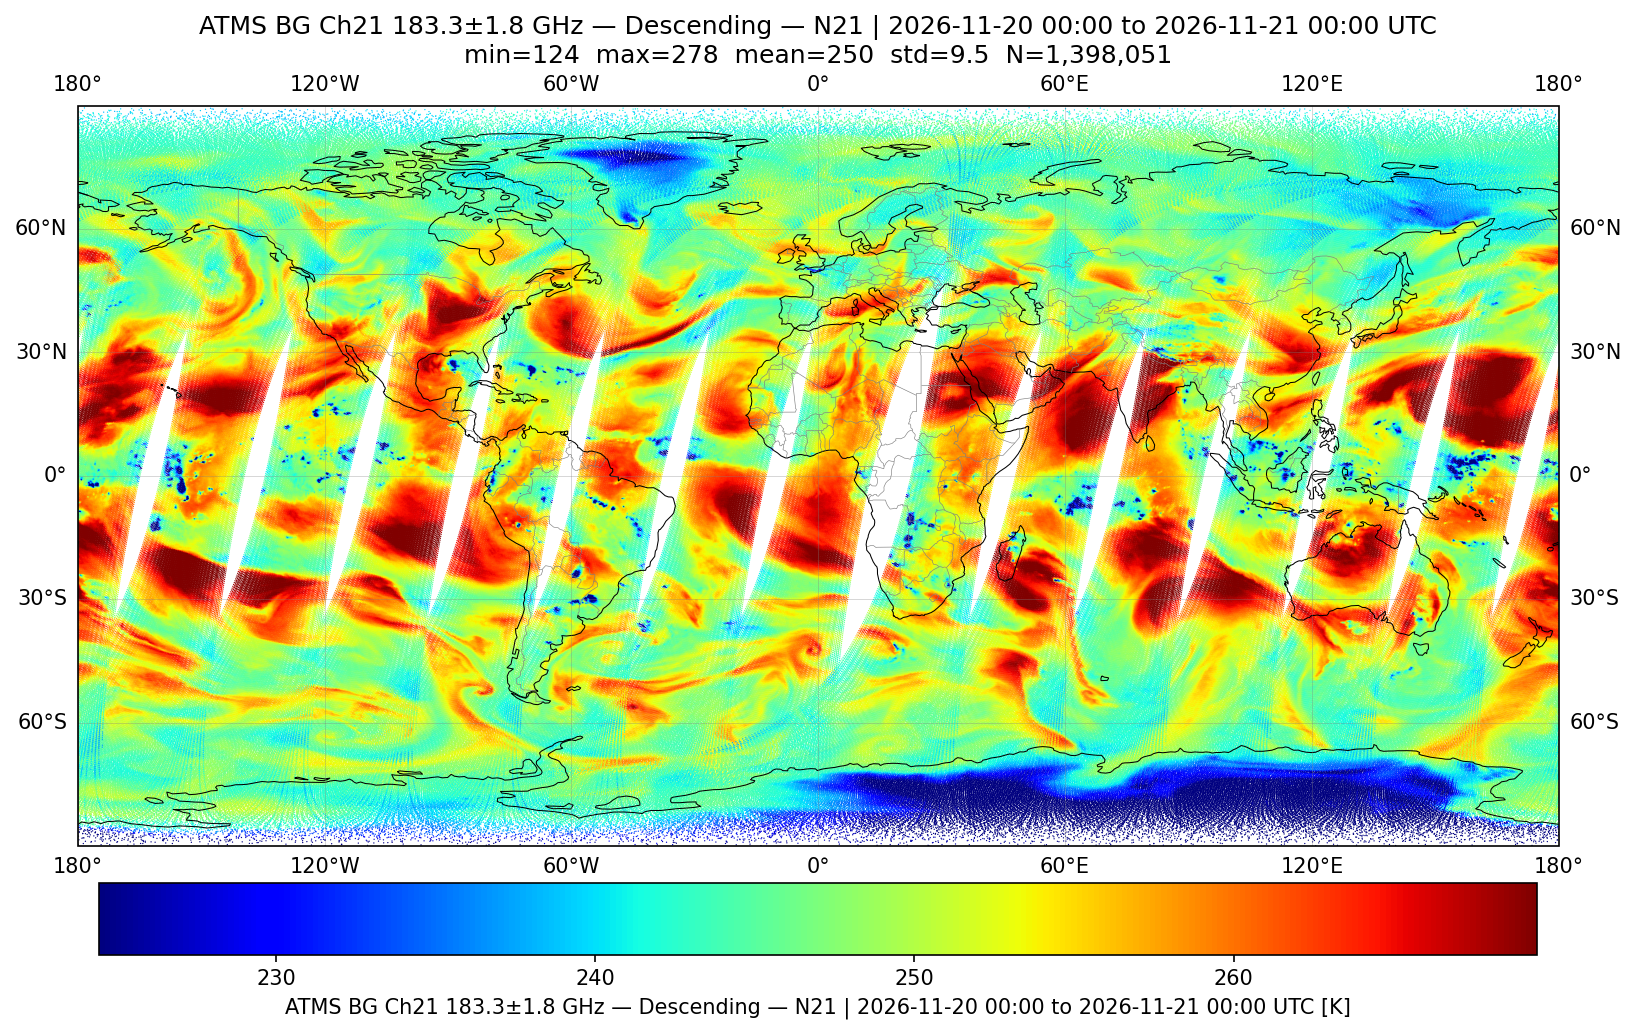 ATMS BG Ch21 183.3±1.8 GHz — Descending — N21 | 2026-11-20 00:00 to 2026-11-21 00:00 UTC
min=124 max=278 mean=250 std=9.5 N=1,398,051
180° 120°W 60°W 0° 60°E 120°E 180°
60°N 60°N
30°N 30°N
0° 0°
30°S 30°S
60°S 60°S
180° 120°W 60°W 0° 60°E 120°E 180°
230 240 250 260
ATMS BG Ch21 183.3±1.8 GHz — Descending — N21 | 2026-11-20 00:00 to 2026-11-21 00:00 UTC [K]